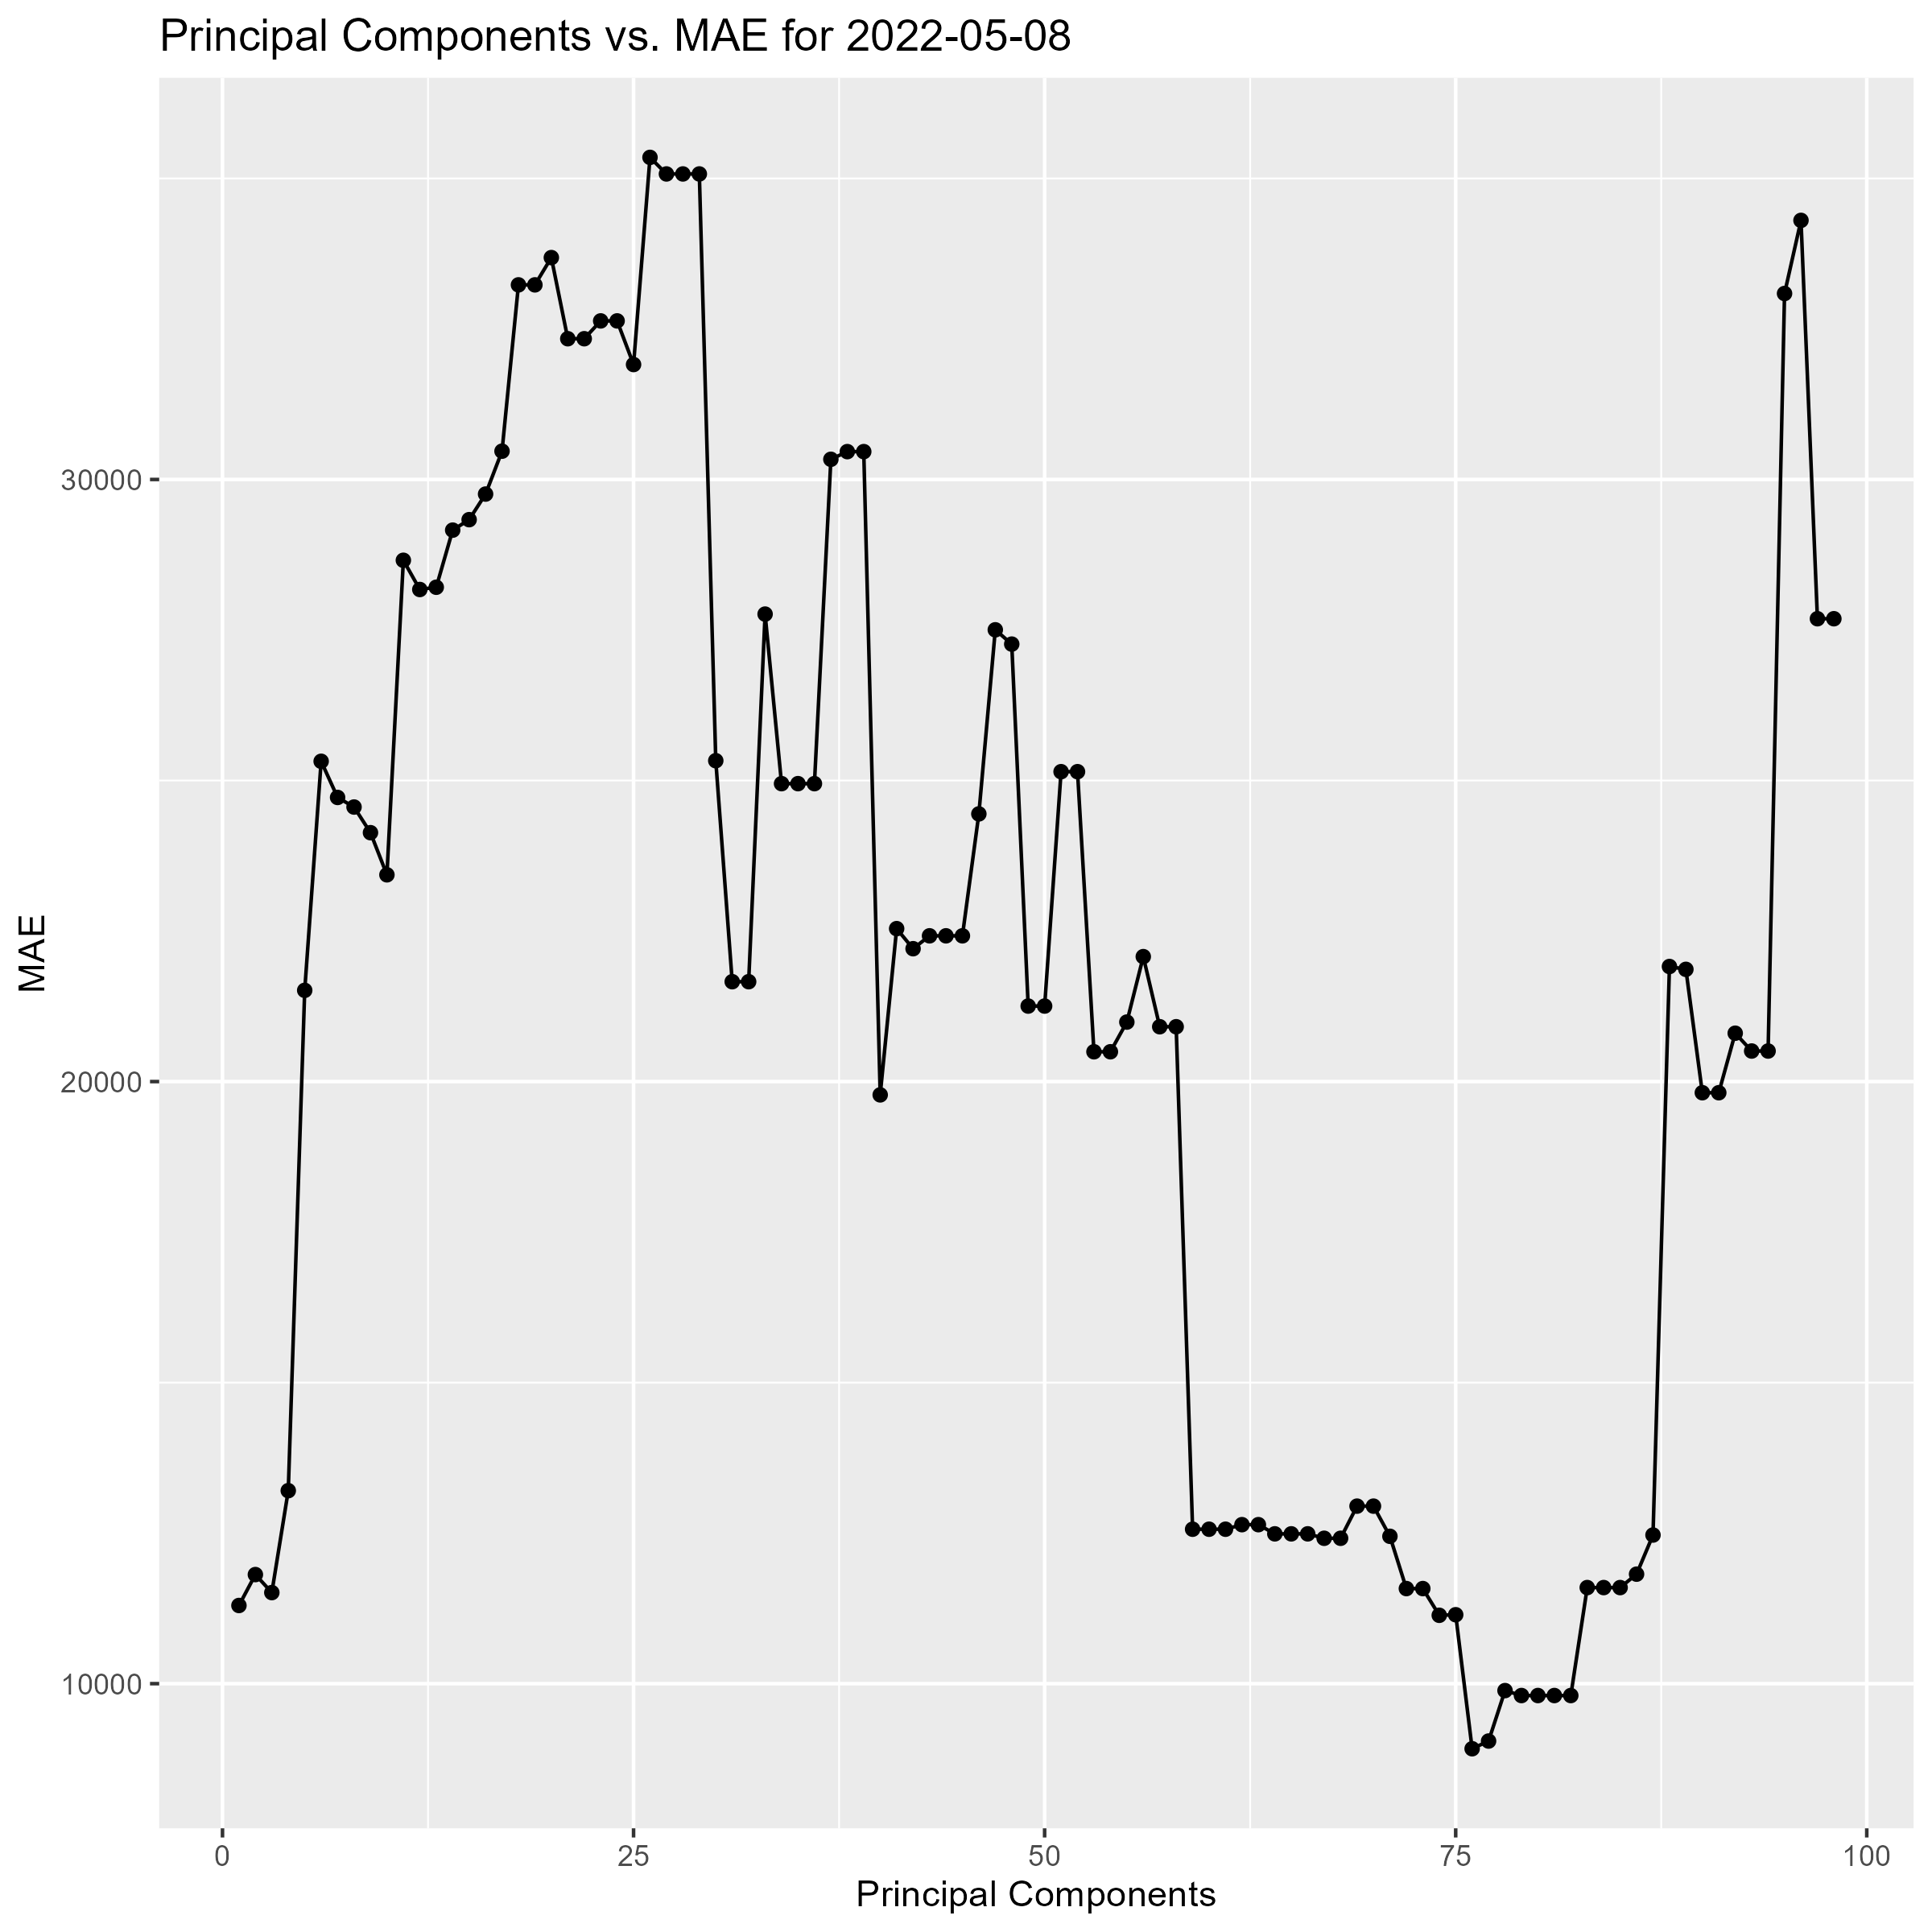 Principal Components vs. MAE for 2022-05-08
MAE
30000
20000
10000
0 25 50 75 100
Principal Components